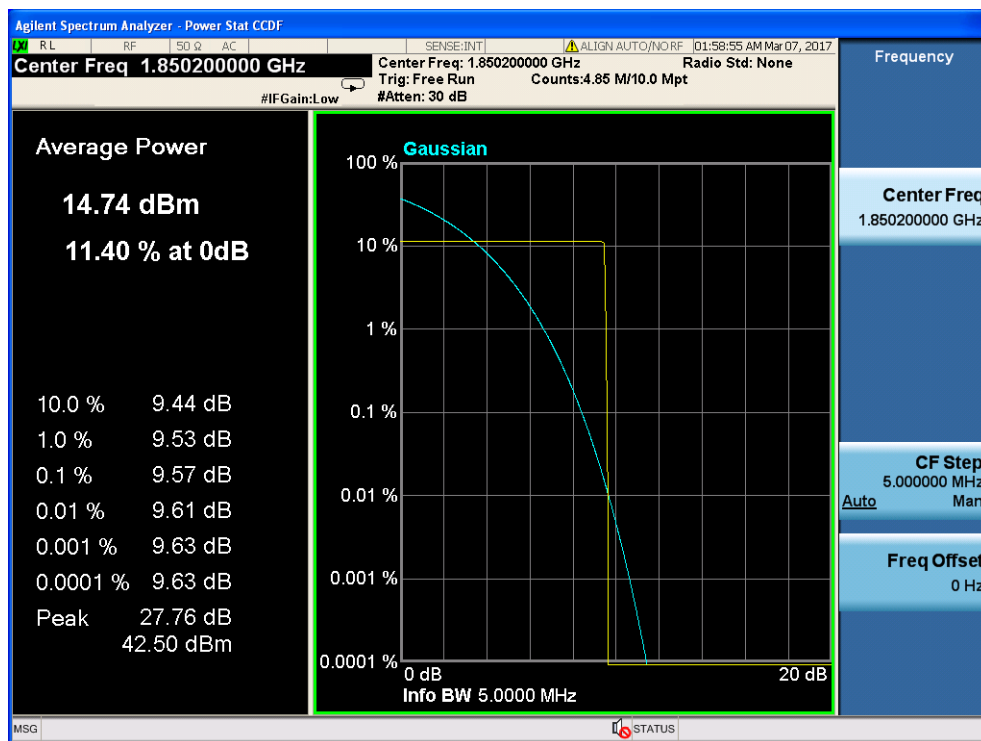 Agilent Spectrum Analyzer - Power Stat CCDF
LXI RL RF 50 Ω AC SENSE:INT ALIGN AUTO/NO RF 01:58:55 AM Mar 07, 2017
Center Freq 1.850200000 GHz
Center Freq: 1.850200000 GHz Radio Std: None
Trig: Free Run Counts:4.85 M/10.0 Mpt
#IFGain:Low #Atten: 30 dB
Average Power
14.74 dBm
11.40 % at 0dB
10.0 % 9.44 dB
1.0 % 9.53 dB
0.1 % 9.57 dB
0.01 % 9.61 dB
0.001 % 9.63 dB
0.0001 % 9.63 dB
Peak 27.76 dB
42.50 dBm
Gaussian
100 %
10 %
1 %
0.1 %
0.01 %
0.001 %
0.0001 %
0 dB 20 dB
Info BW 5.0000 MHz
Frequency
Center Freq
1.850200000 GHz
CF Step
5.000000 MHz
Auto Man
Freq Offset
0 Hz
MSG STATUS